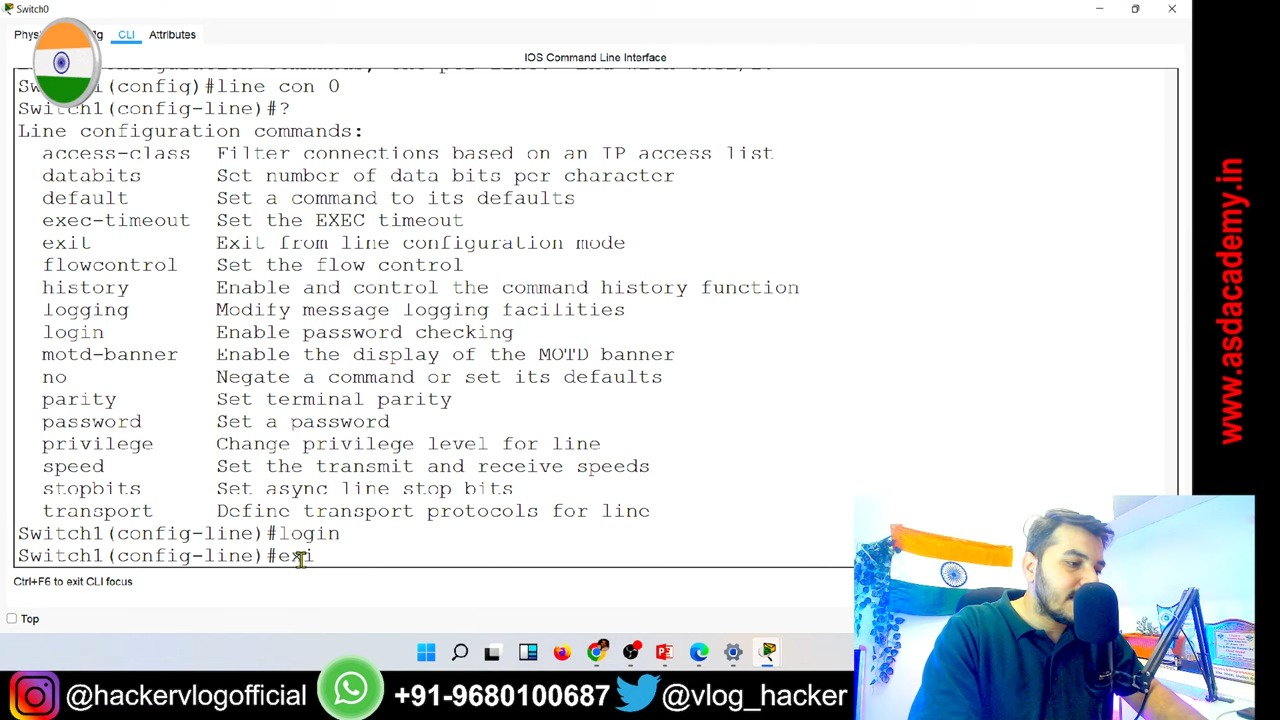 Switch0
CLI
Attributes
IOS Command Line Interface
(config)#line con 0
Switch1(config-line)#?
Line configuration commands:
access-class Filter connections based on an IP access list
databits Set number of data bits per character
default Set a command to its defaults
exec-timeout Set the EXEC timeout
exit Exit from line configuration mode
flowcontrol Set the flow control
history Enable and control the command history function
logging Modify message logging facilities
login Enable password checking
motd-banner Enable the display of the MOTD banner
no Negate a command or set its defaults
parity Set terminal parity
password Set a password
privilege Change privilege level for line
speed Set the transmit and receive speeds
stopbits Set async line stop bits
transport Define transport protocols for line
Switch1(config-line)#login
Switch1(config-line)#exi
Ctrl+F6 to exit CLI focus
Top
www.asdacademy.in
@hackervlogofficial
+91-9680100687
@vlog_hacker